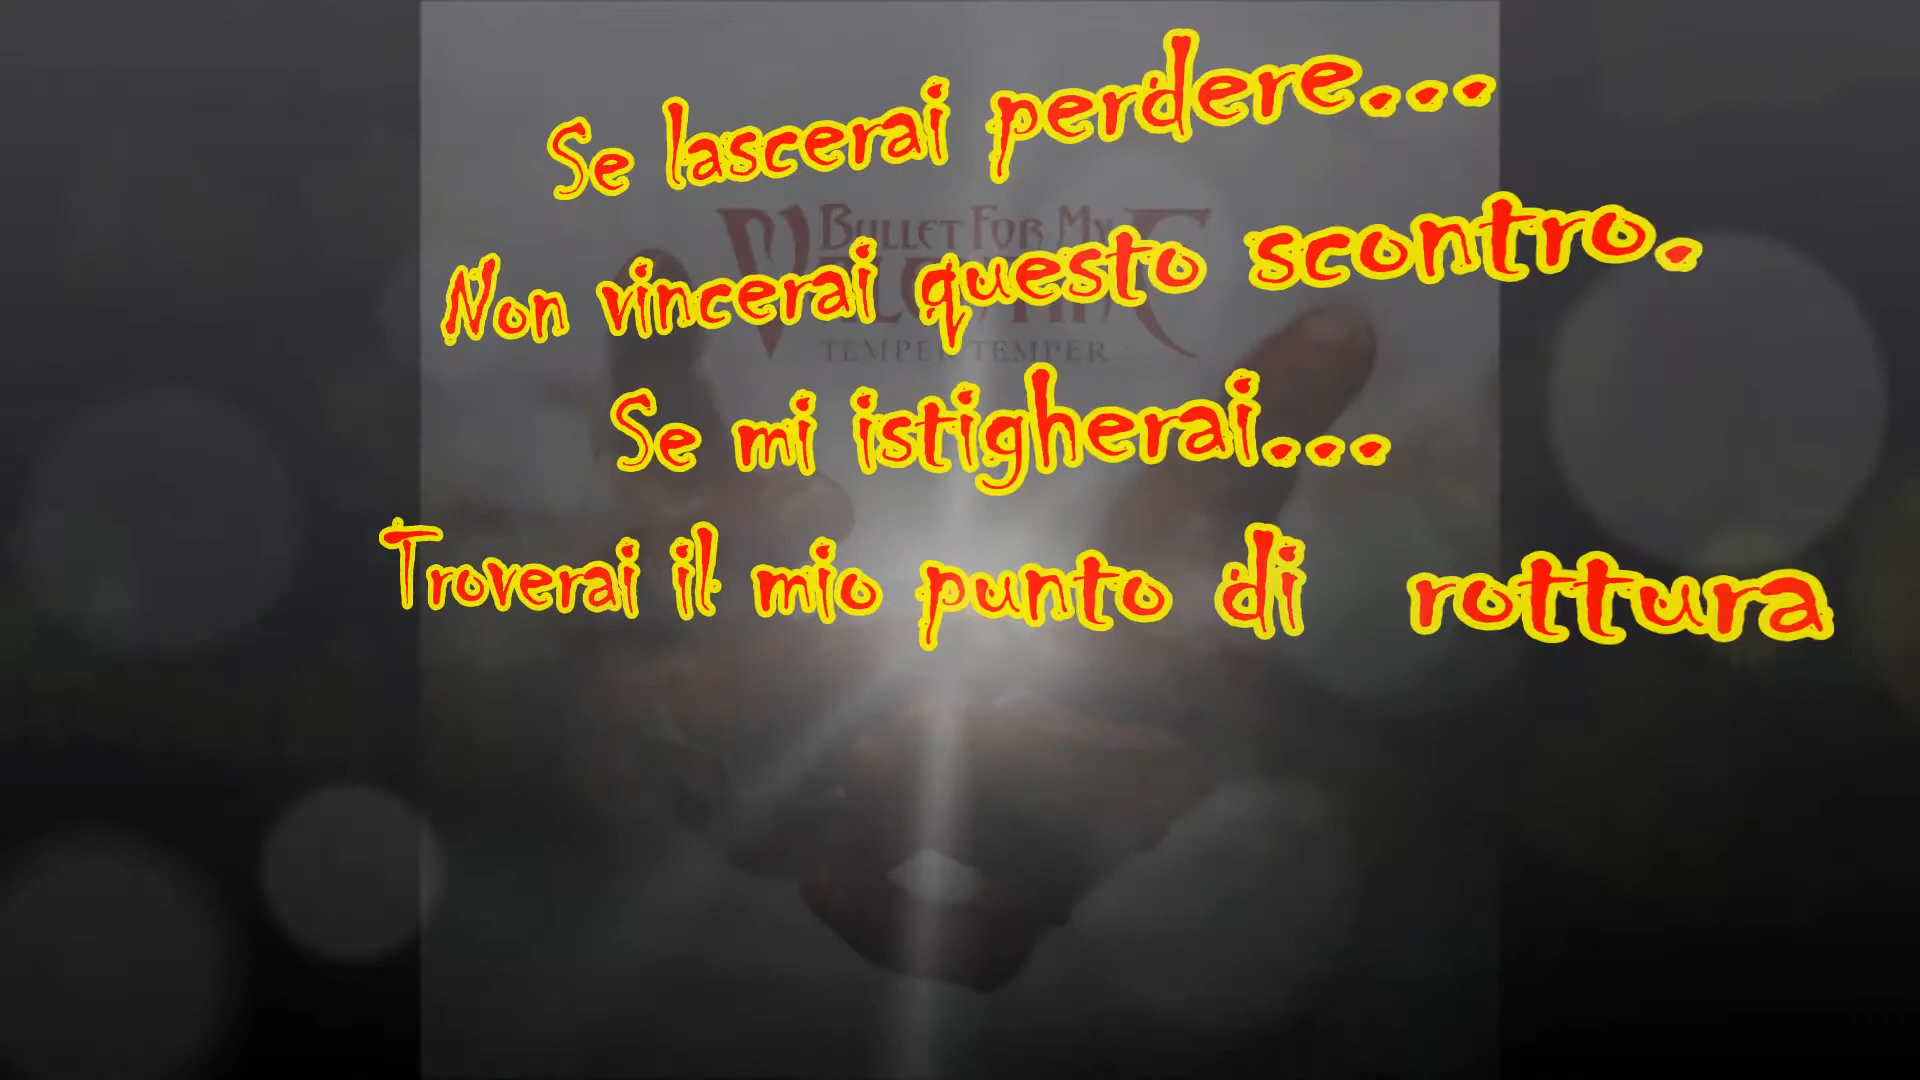 Se lascerai perdere...
BULLET FOR MY
Non vincerai questo scontro.
TEMPER TEMPER
Se mi istigherai...
Troverai il mio punto di rottura